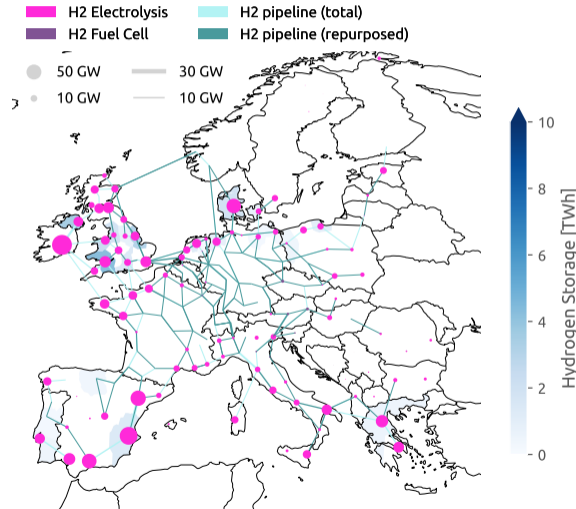 H2 Electrolysis
H2 Fuel Cell
H2 pipeline (total)
H2 pipeline (repurposed)
50 GW
10 GW
30 GW
10 GW
10
8
6
4
2
0
Hydrogen Storage [TWh]